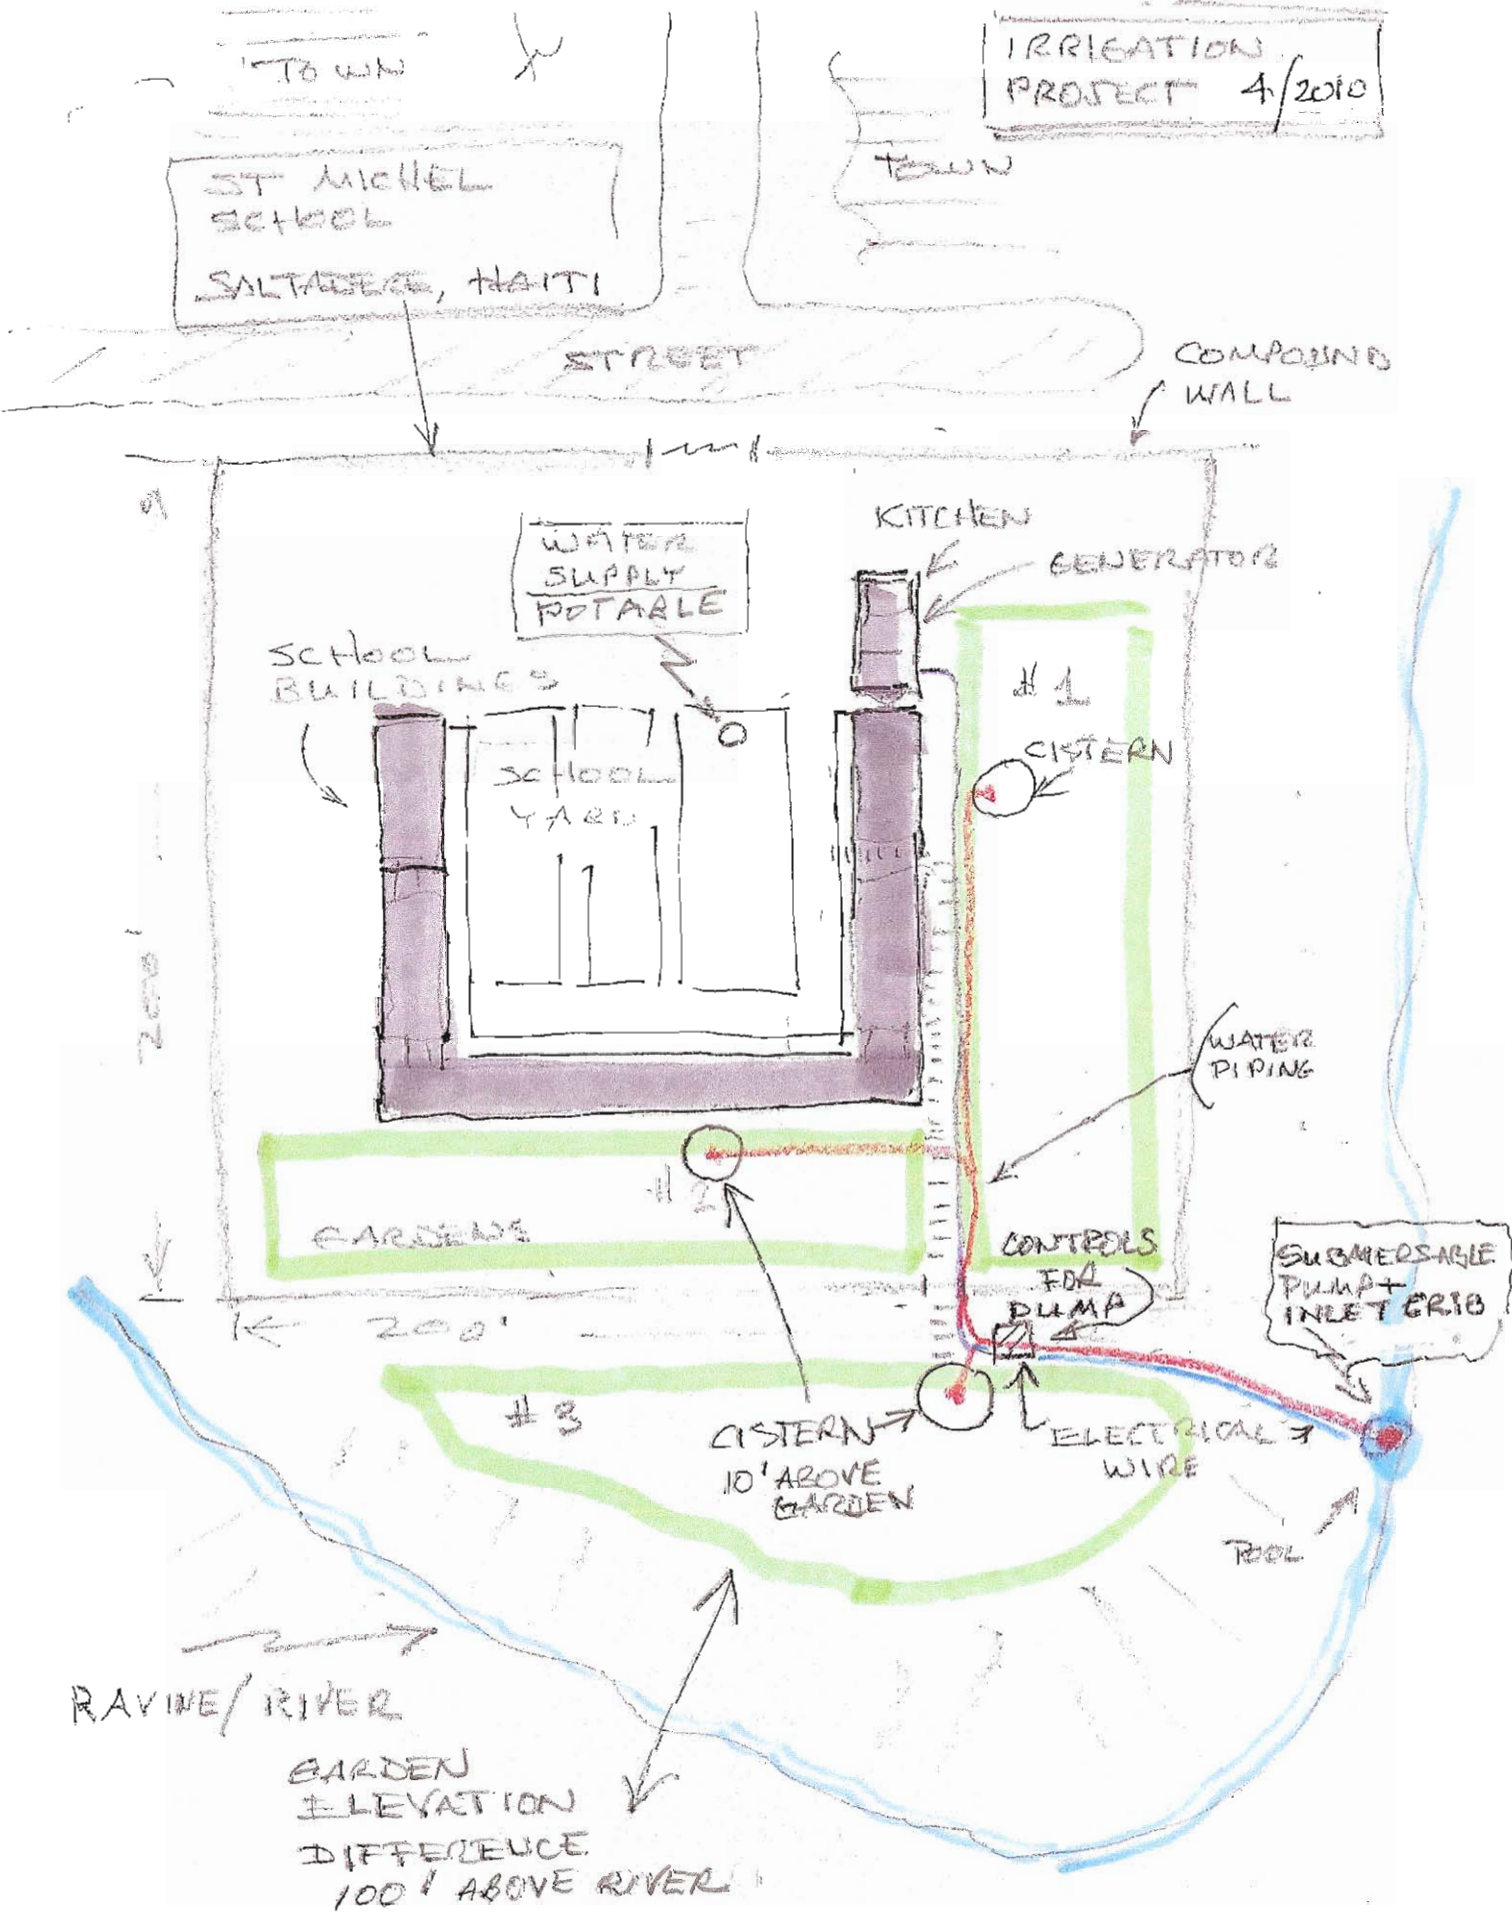 IRRIGATION
PROJECT 4/2010
TOWN
TOWN
ST MICHEL
SCHOOL
SALTADERE, HAITI
STREET
COMPOUND
WALL
KITCHEN
GENERATOR
WATER
SUPPLY
POTABLE
SCHOOL
BUILDINGS
#1
CISTERN
SCHOOL
YARD
200'
WATER
PIPING
#2
GARDENS
CONTROLS
FOR
PUMP
SUBMERSABLE
PUMP +
INLET CRIB
200'
#3
CISTERN
10' ABOVE
GARDEN
ELECTRICAL
WIRE
POOL
RAVINE/RIVER
GARDEN
ELEVATION
DIFFERENCE
100' ABOVE RIVER